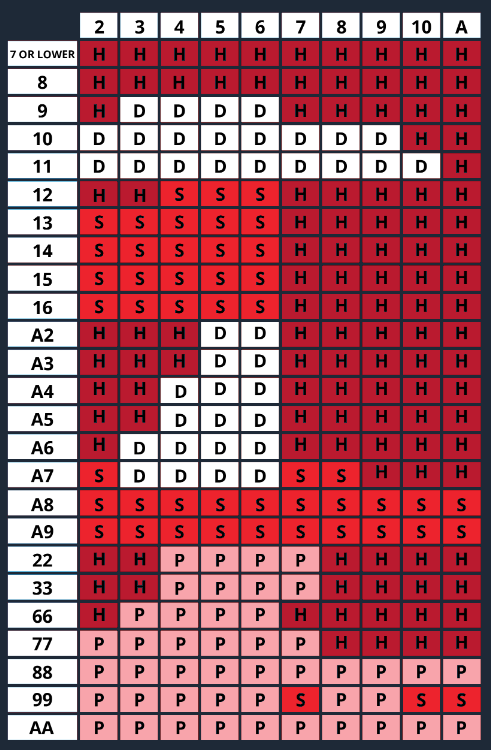 2 3 4 5 6 7 8 9 10 A
7 OR LOWER H H H H H H H H H H
8 H H H H H H H H H H
9 H D D D D H H H H H
10 D D D D D D D D H H
11 D D D D D D D D D H
12 H H S S S H H H H H
13 S S S S S H H H H H
14 S S S S S H H H H H
15 S S S S S H H H H H
16 S S S S S H H H H H
A2 H H H D D H H H H H
A3 H H H D D H H H H H
A4 H H D D D H H H H H
A5 H H D D D H H H H H
A6 H D D D D H H H H H
A7 S D D D D S S H H H
A8 S S S S S S S S S S
A9 S S S S S S S S S S
22 H H P P P P H H H H
33 H H P P P P H H H H
66 H P P P P H H H H H
77 P P P P P P H H H H
88 P P P P P P P P P P
99 P P P P P S P P S S
AA P P P P P P P P P P